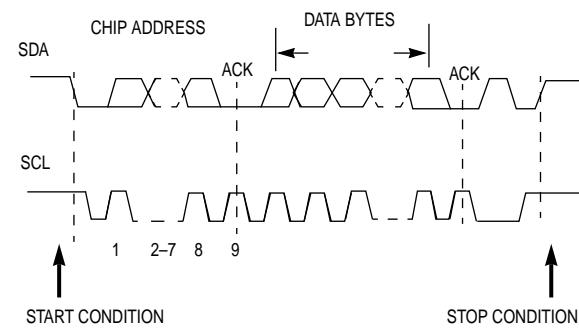 CHIP ADDRESS
DATA BYTES
SDA
ACK
ACK
SCL
1 2–7 8 9
START CONDITION
STOP CONDITION